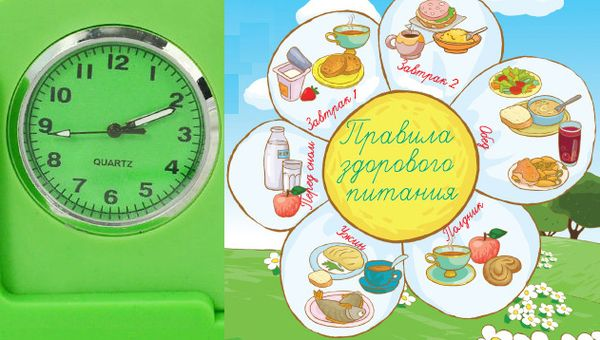 11 12 1
10 2
9 3
QUARTZ
8 4
7 6 5
Правила
здорового
питания
Завтрак 1
Завтрак 2
Обед
Полдник
Ужин
Перед сном